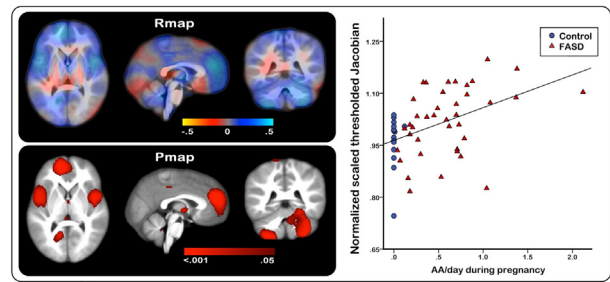 Rmap
-.5 0 .5
Pmap
<.001 .05
Normalized scaled thresholded Jacobian
1.25
1.10
.95
.80
.65
.0 .5 1.0 1.5 2.0
AA/day during pregnancy
Control
FASD